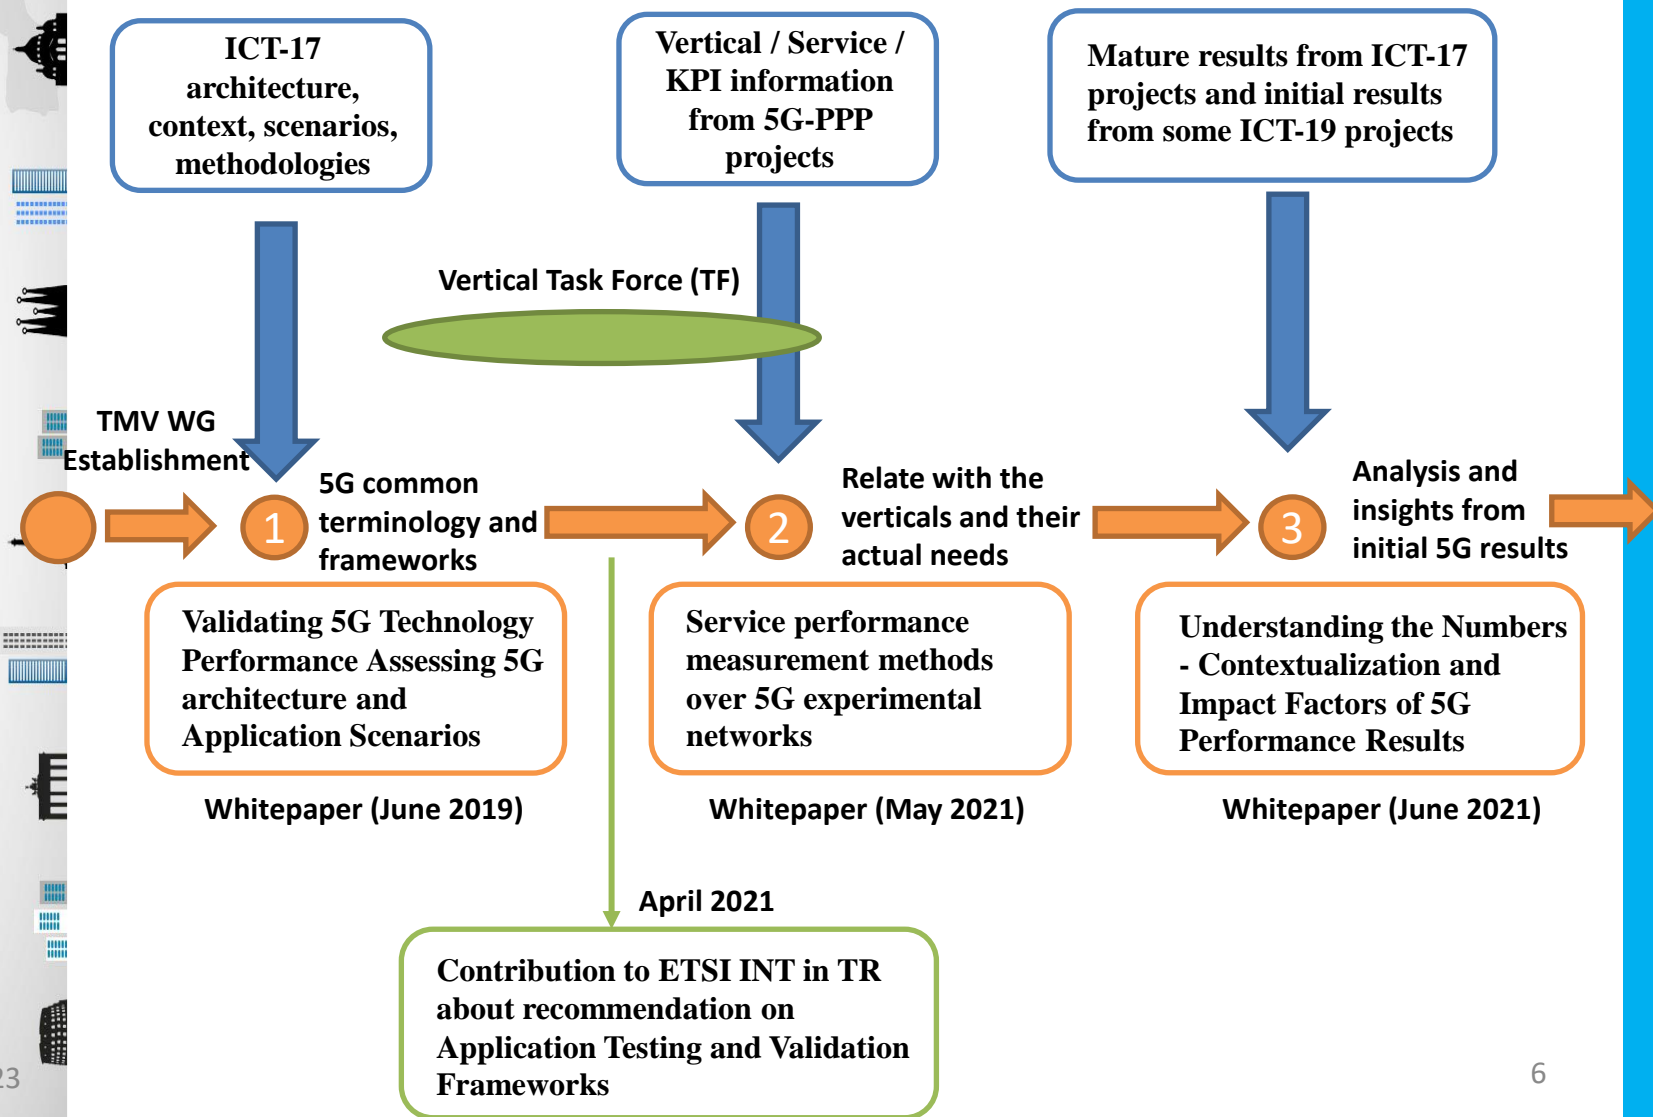 ICT-17
architecture,
context, scenarios,
methodologies
Vertical / Service /
KPI information
from 5G-PPP
projects
Mature results from ICT-17
projects and initial results
from some ICT-19 projects
Vertical Task Force (TF)
TMV WG
Establishment
1
5G common
terminology and
frameworks
2
Relate with the
verticals and their
actual needs
3
Analysis and
insights from
initial 5G results
Validating 5G Technology
Performance Assessing 5G
architecture and
Application Scenarios
Service performance
measurement methods
over 5G experimental
networks
Understanding the Numbers
- Contextualization and
Impact Factors of 5G
Performance Results
Whitepaper (June 2019)
Whitepaper (May 2021)
Whitepaper (June 2021)
April 2021
Contribution to ETSI INT in TR
about recommendation on
Application Testing and Validation
Frameworks
23
6